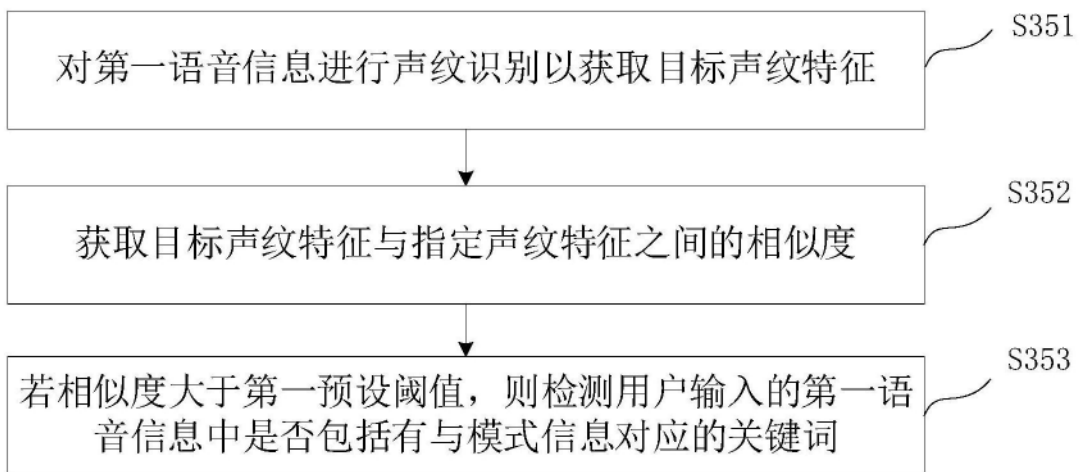 S351
对第一语音信息进行声纹识别以获取目标声纹特征
S352
获取目标声纹特征与指定声纹特征之间的相似度
S353
若相似度大于第一预设阈值，则检测用户输入的第一语
音信息中是否包括有与模式信息对应的关键词